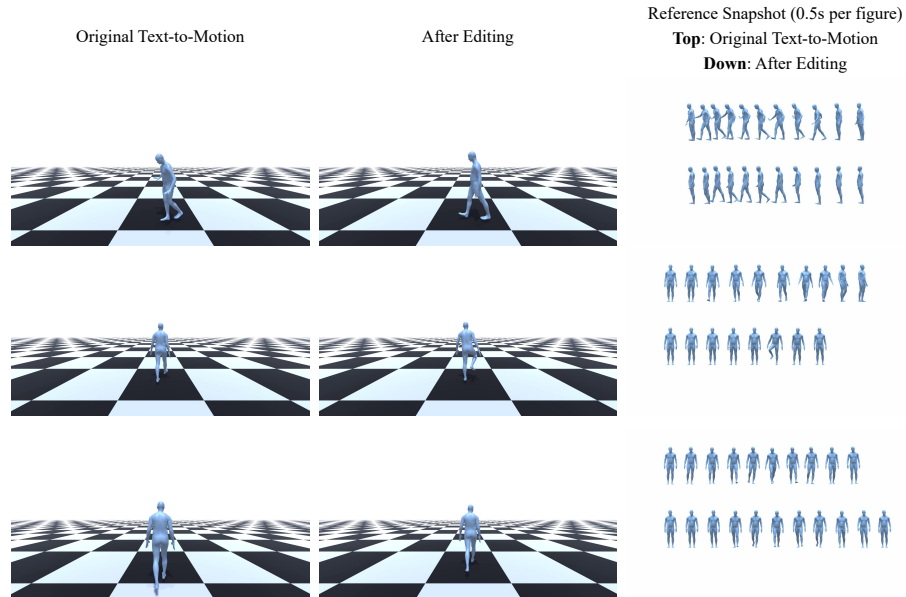 Original Text-to-Motion
After Editing
Reference Snapshot (0.5s per figure)
Top: Original Text-to-Motion
Down: After Editing